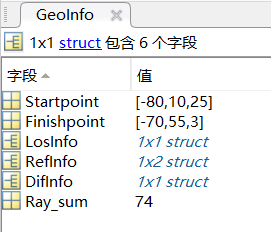 GeoInfo
1x1 struct 包含 6 个字段
字段 值
Startpoint [-80,10,25]
Finishpoint [-70,55,3]
LosInfo 1x1 struct
RefInfo 1x2 struct
DifInfo 1x1 struct
Ray_sum 74